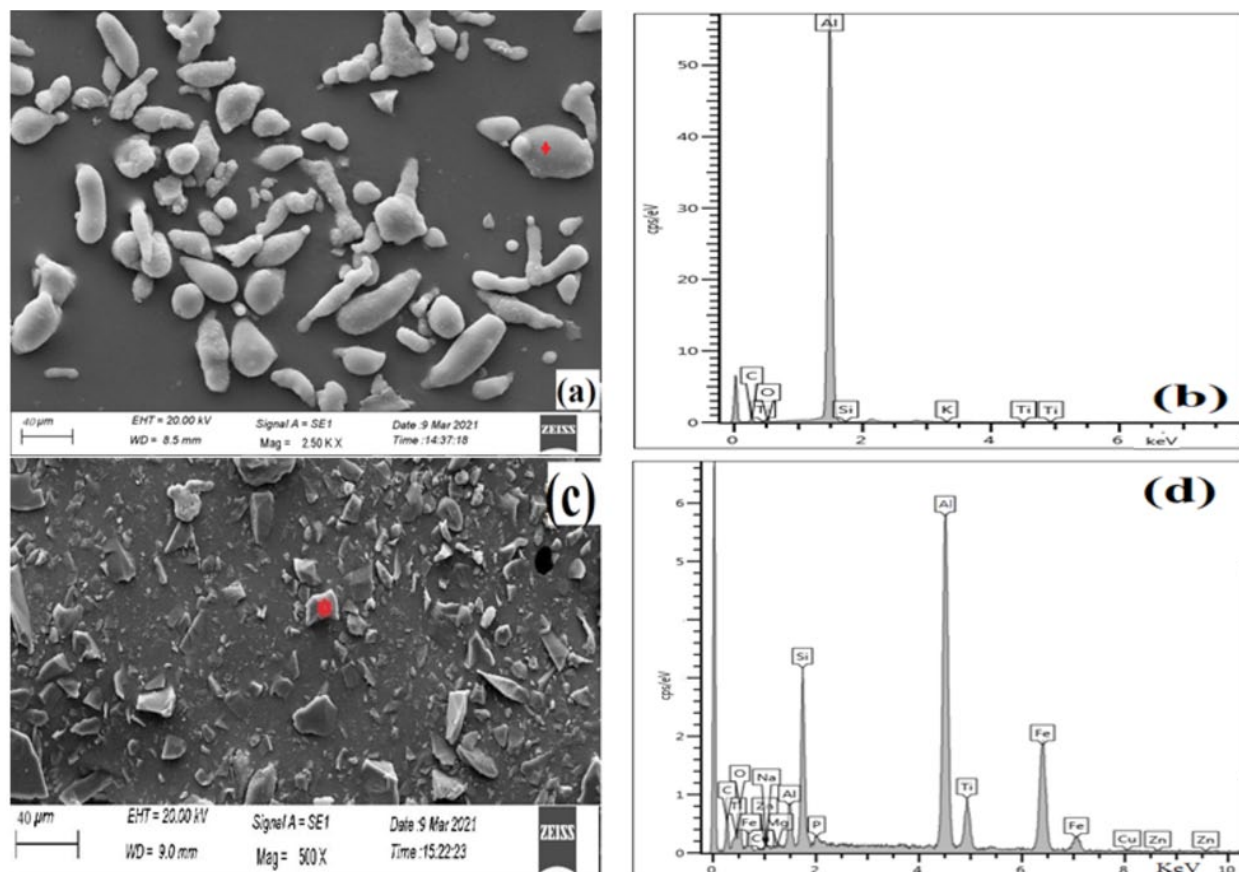 (a)
40 µm
EHT = 20.00 kV
WD = 8.5 mm
Signal A = SE1
Mag = 2.50 K X
Date :9 Mar 2021
Time :14:37:18
ZEISS
(b)
cps/eV
50
40
30
20
10
0
Al
C
O
Ti
Si
K
Ti
Ti
0
2
4
6
keV
(c)
40 µm
EHT = 20.00 kV
WD = 9.0 mm
Signal A = SE1
Mag = 500 X
Date :9 Mar 2021
Time :15:22:23
ZEISS
(d)
cps/eV
6
5
2
1
0
Al
Si
Fe
Na
O
C
Ti
Zn
Al
Ti
Fe
Mg
P
Fe
Cu
Zn
Zn
0
2
4
6
8
10
KeV